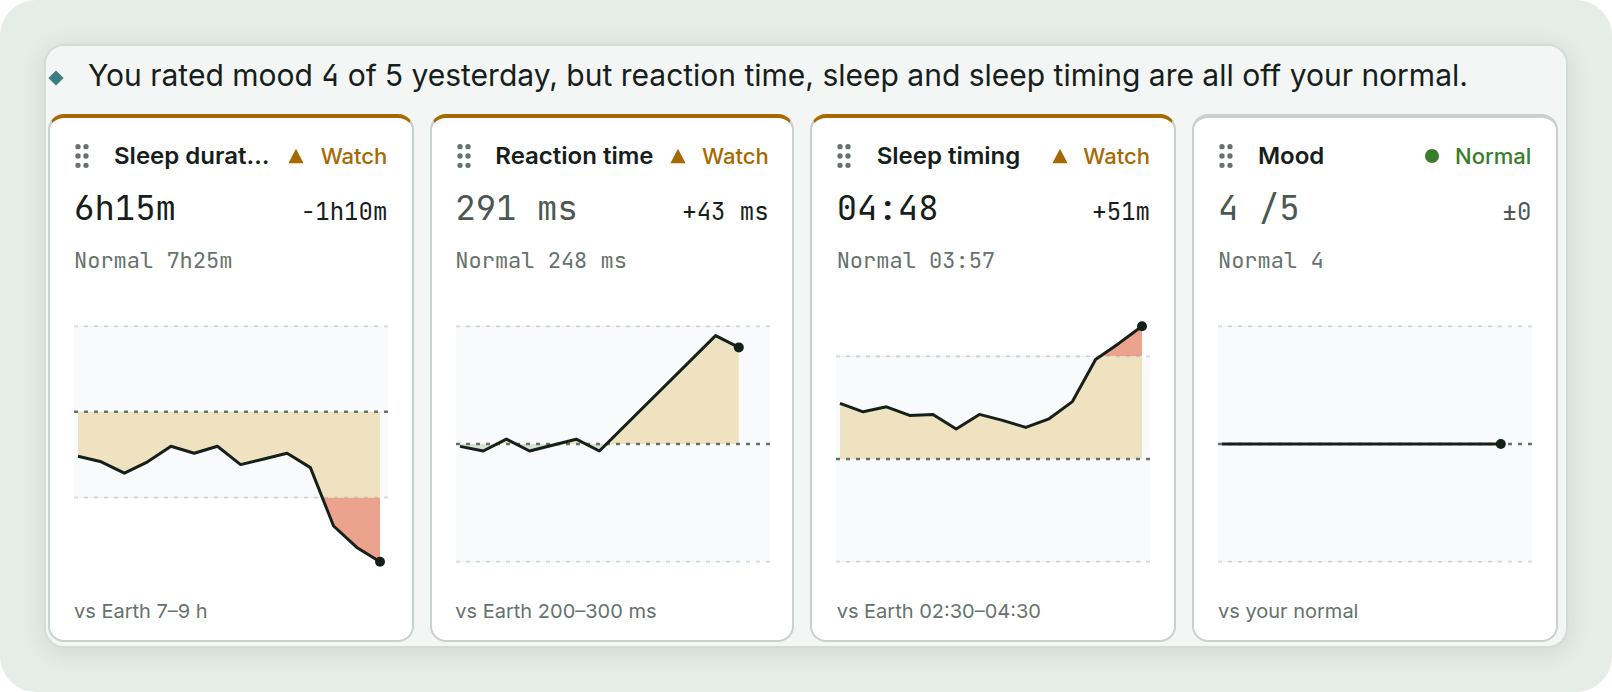 You rated mood 4 of 5 yesterday, but reaction time, sleep and sleep timing are all off your normal.
Sleep durat... Watch
6h15m -1h10m
Normal 7h25m
vs Earth 7–9 h
Reaction time Watch
291 ms +43 ms
Normal 248 ms
vs Earth 200–300 ms
Sleep timing Watch
04:48 +51m
Normal 03:57
vs Earth 02:30–04:30
Mood Normal
4 /5 ±0
Normal 4
vs your normal